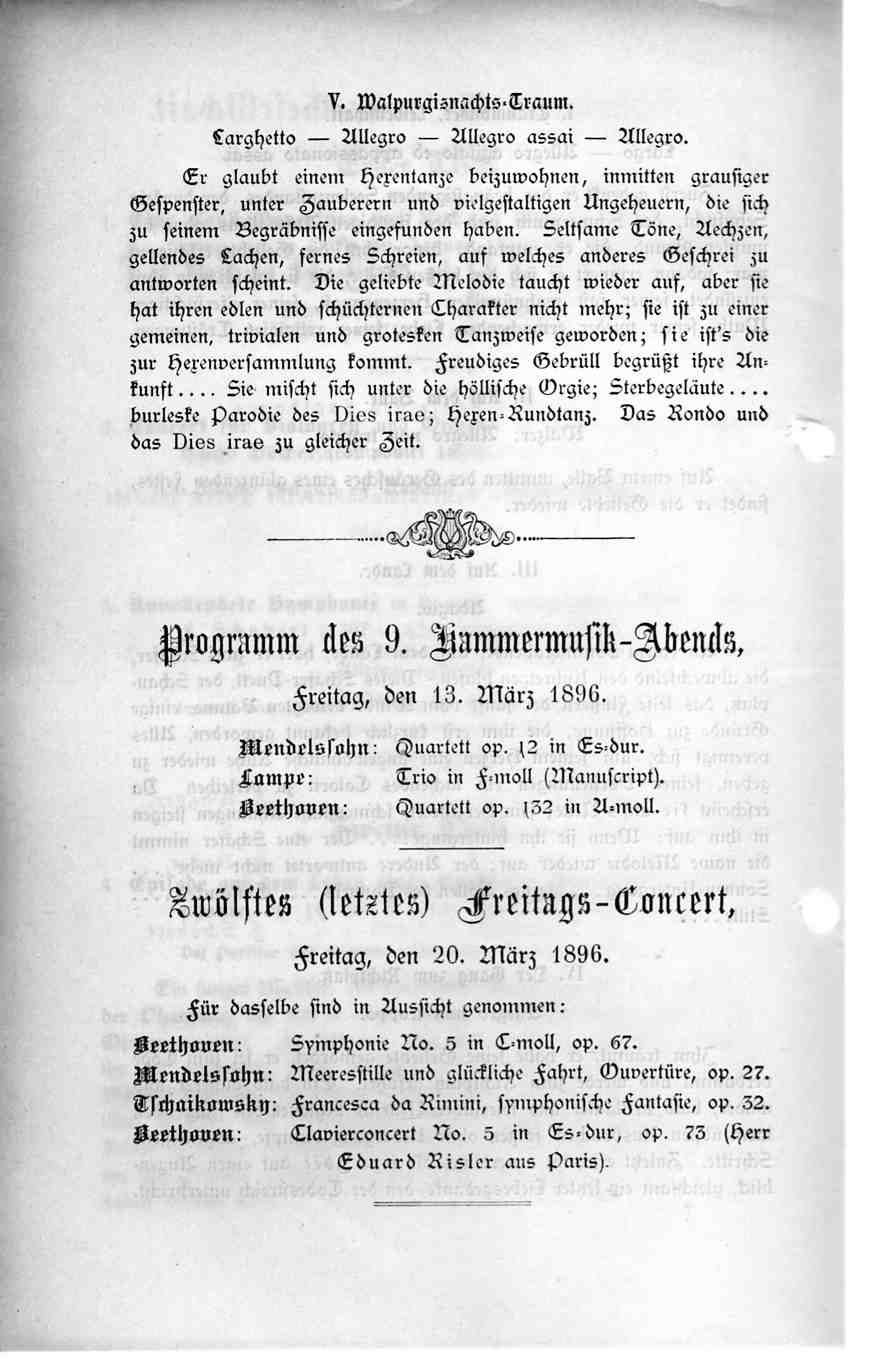 V. Walpurgisnachts-Traum.
Larghetto — Allegro — Allegro assai — Allegro.
Er glaubt einem Hexentanze beizuwohnen, inmitten grausiger
Gespenster, unter Zauberern und vielgestaltigen Ungeheuern, die sich
zu seinem Begräbnisse eingefunden haben. Seltsame Töne, Aechzen,
gellendes Lachen, fernes Schreien, auf welches anderes Geschrei zu
antworten scheint. Die geliebte Melodie taucht wieder auf, aber sie
hat ihren edlen und schüchternen Charakter nicht mehr; sie ist zu einer
gemeinen, trivialen und grotesken Tanzweise geworden; sie ist's die
zur Hexenversammlung kommt. Freudiges Gebrüll begrüßt ihre An-
kunft.... Sie mischt sich unter die höllische Orgie; Sterbegeläute....
burleske Parodie des Dies irae; Hexen-Rundtanz. Das Rondo und
das Dies irae zu gleicher Zeit.
Programm des 9. Kammermusik-Abends,
Freitag, den 13. März 1896.
Mendelssohn: Quartett op. 12 in Es-dur.
Lampe: Trio in F-moll (Manuscript).
Beethoven: Quartett op. 132 in A-moll.
Zwölftes (letztes) Freitags-Concert,
Freitag, den 20. März 1896.
Für dasselbe sind in Aussicht genommen:
Beethoven: Symphonie No. 5 in C-moll, op. 67.
Mendelssohn: Meeresstille und glückliche Fahrt, Ouvertüre, op. 27.
Tschaikowsky: Francesca da Rimini, symphonische Fantasie, op. 32.
Beethoven: Clavierconcert No. 5 in Es-dur, op. 73 (Herr
Eduard Risler aus Paris).